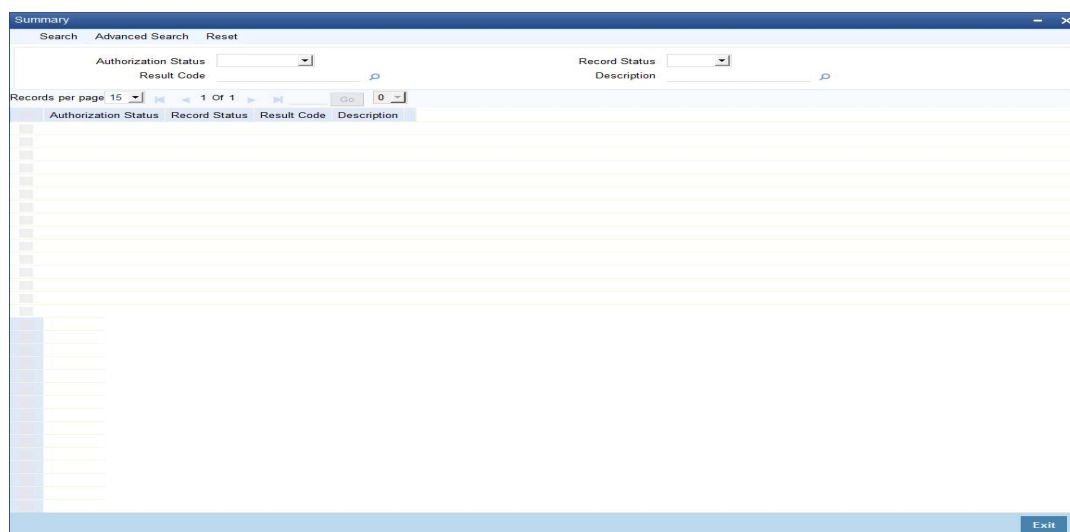 Summary
Search Advanced Search Reset
Authorization Status Record Status
Result Code Description
Records per page 15 1 Of 1 Go 0
Authorization Status Record Status Result Code Description
Exit